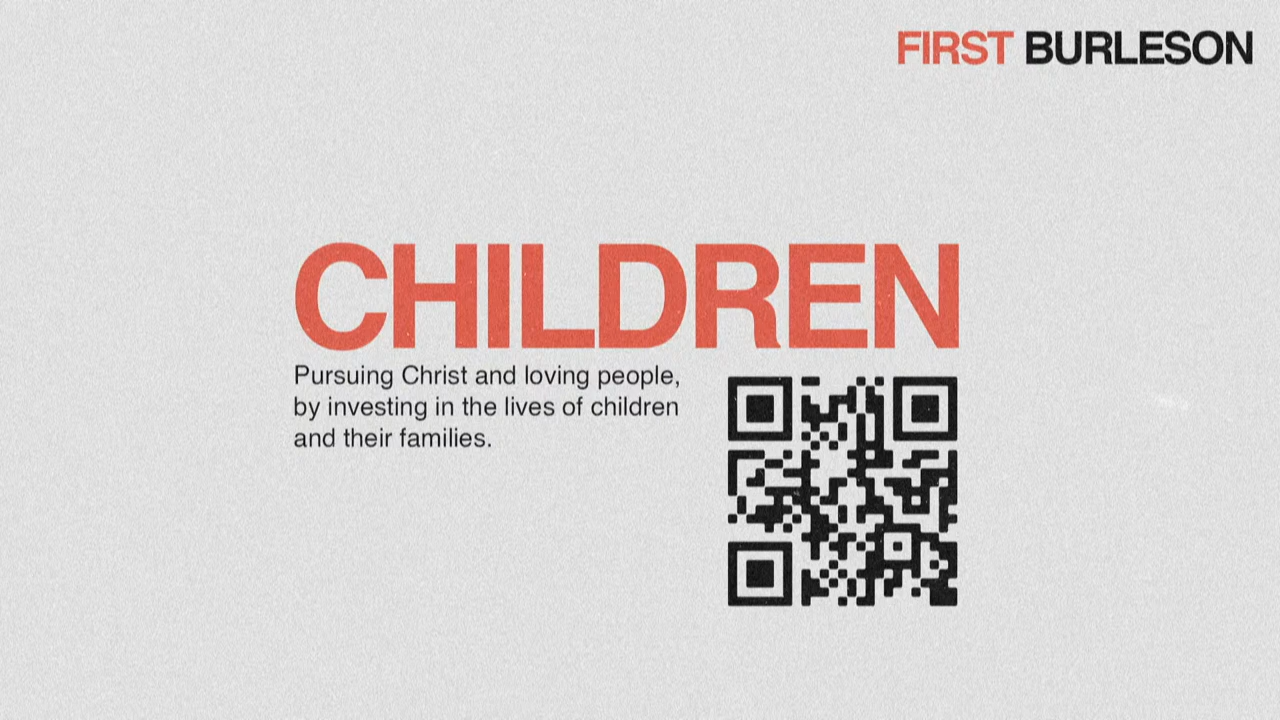 FIRST BURLESON
CHILDREN
Pursuing Christ and loving people,
by investing in the lives of children
and their families.